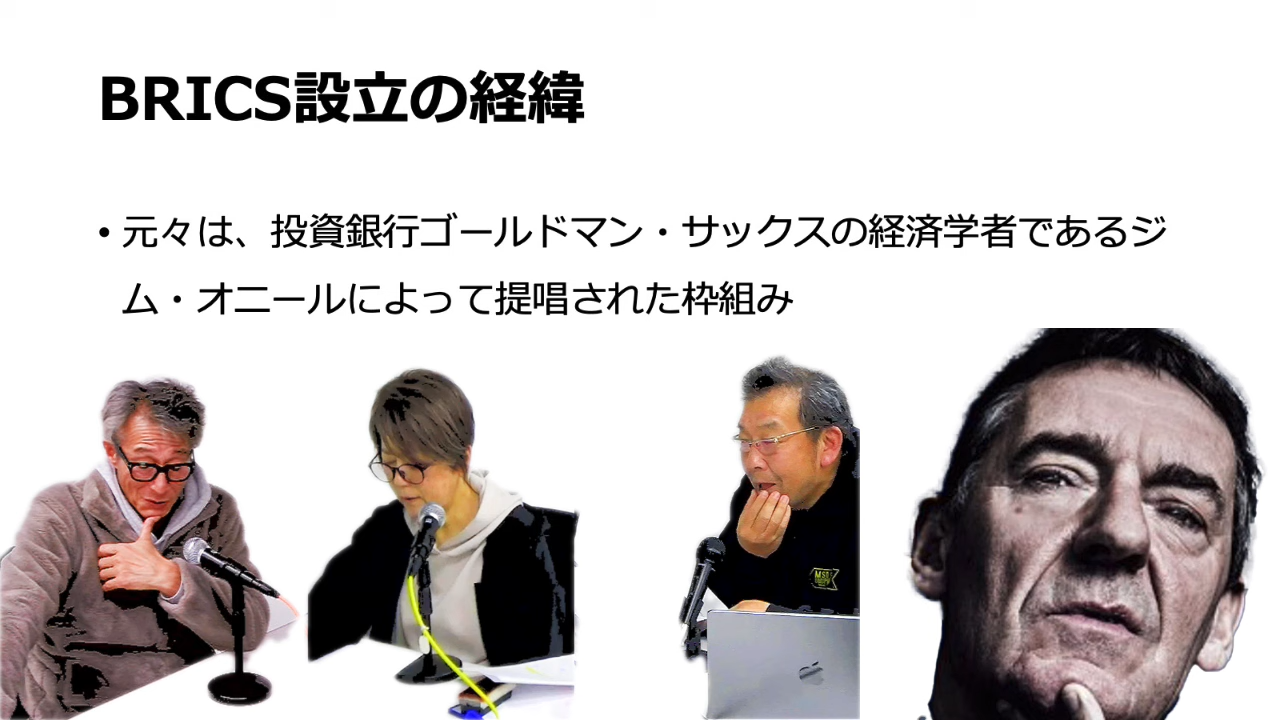 BRICS設立の経緯
• 元々は、投資銀行ゴールドマン・サックスの経済学者であるジ
ム・オニールによって提唱された枠組み